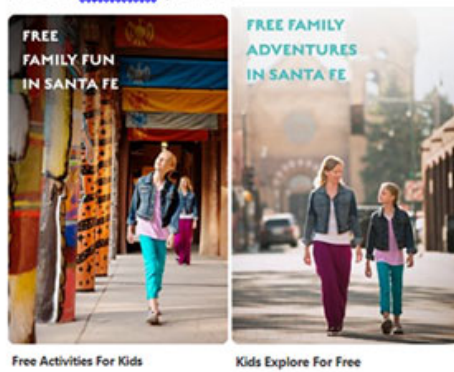 FREE
FAMILY FUN
IN SANTA FE
FREE FAMILY
ADVENTURES
IN SANTA FE
Free Activities For Kids
Kids Explore For Free